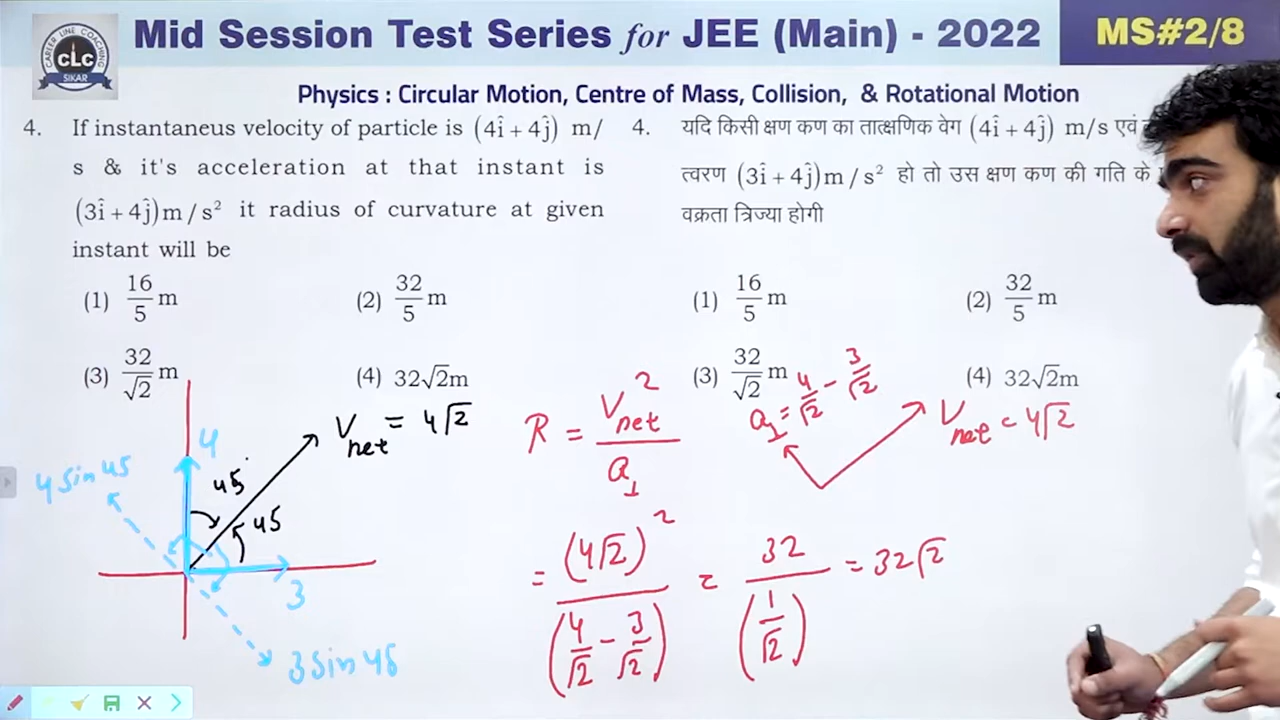 CAREER LINE COACHING
CLC
SIKAR
Mid Session Test Series for JEE (Main) - 2022
MS#2/8
Physics : Circular Motion, Centre of Mass, Collision, & Rotational Motion
4. If instantaneus velocity of particle is (4î + 4ĵ) m/
s & it's acceleration at that instant is
(3î + 4ĵ)m/s² it radius of curvature at given
instant will be
(1) 16/5 m (2) 32/5 m
(3) 32/√2 m (4) 32√2m
4. यदि किसी क्षण कण का तात्क्षणिक वेग (4î + 4ĵ) m/s एवं
त्वरण (3î + 4ĵ)m/s² हो तो उस क्षण कण की गति के
वक्रता त्रिज्या होगी
(1) 16/5 m (2) 32/5 m
(3) 32/√2 m (4) 32√2m
4
4 sin 45
45°
45
V net = 4√2
3
3 sin 45
R = V net ² / a⊥
a⊥ = 4/√2 - 3/√2
V net = 4√2
= (4√2)² / (4/√2 - 3/√2) = 32 / (1/√2) = 32√2